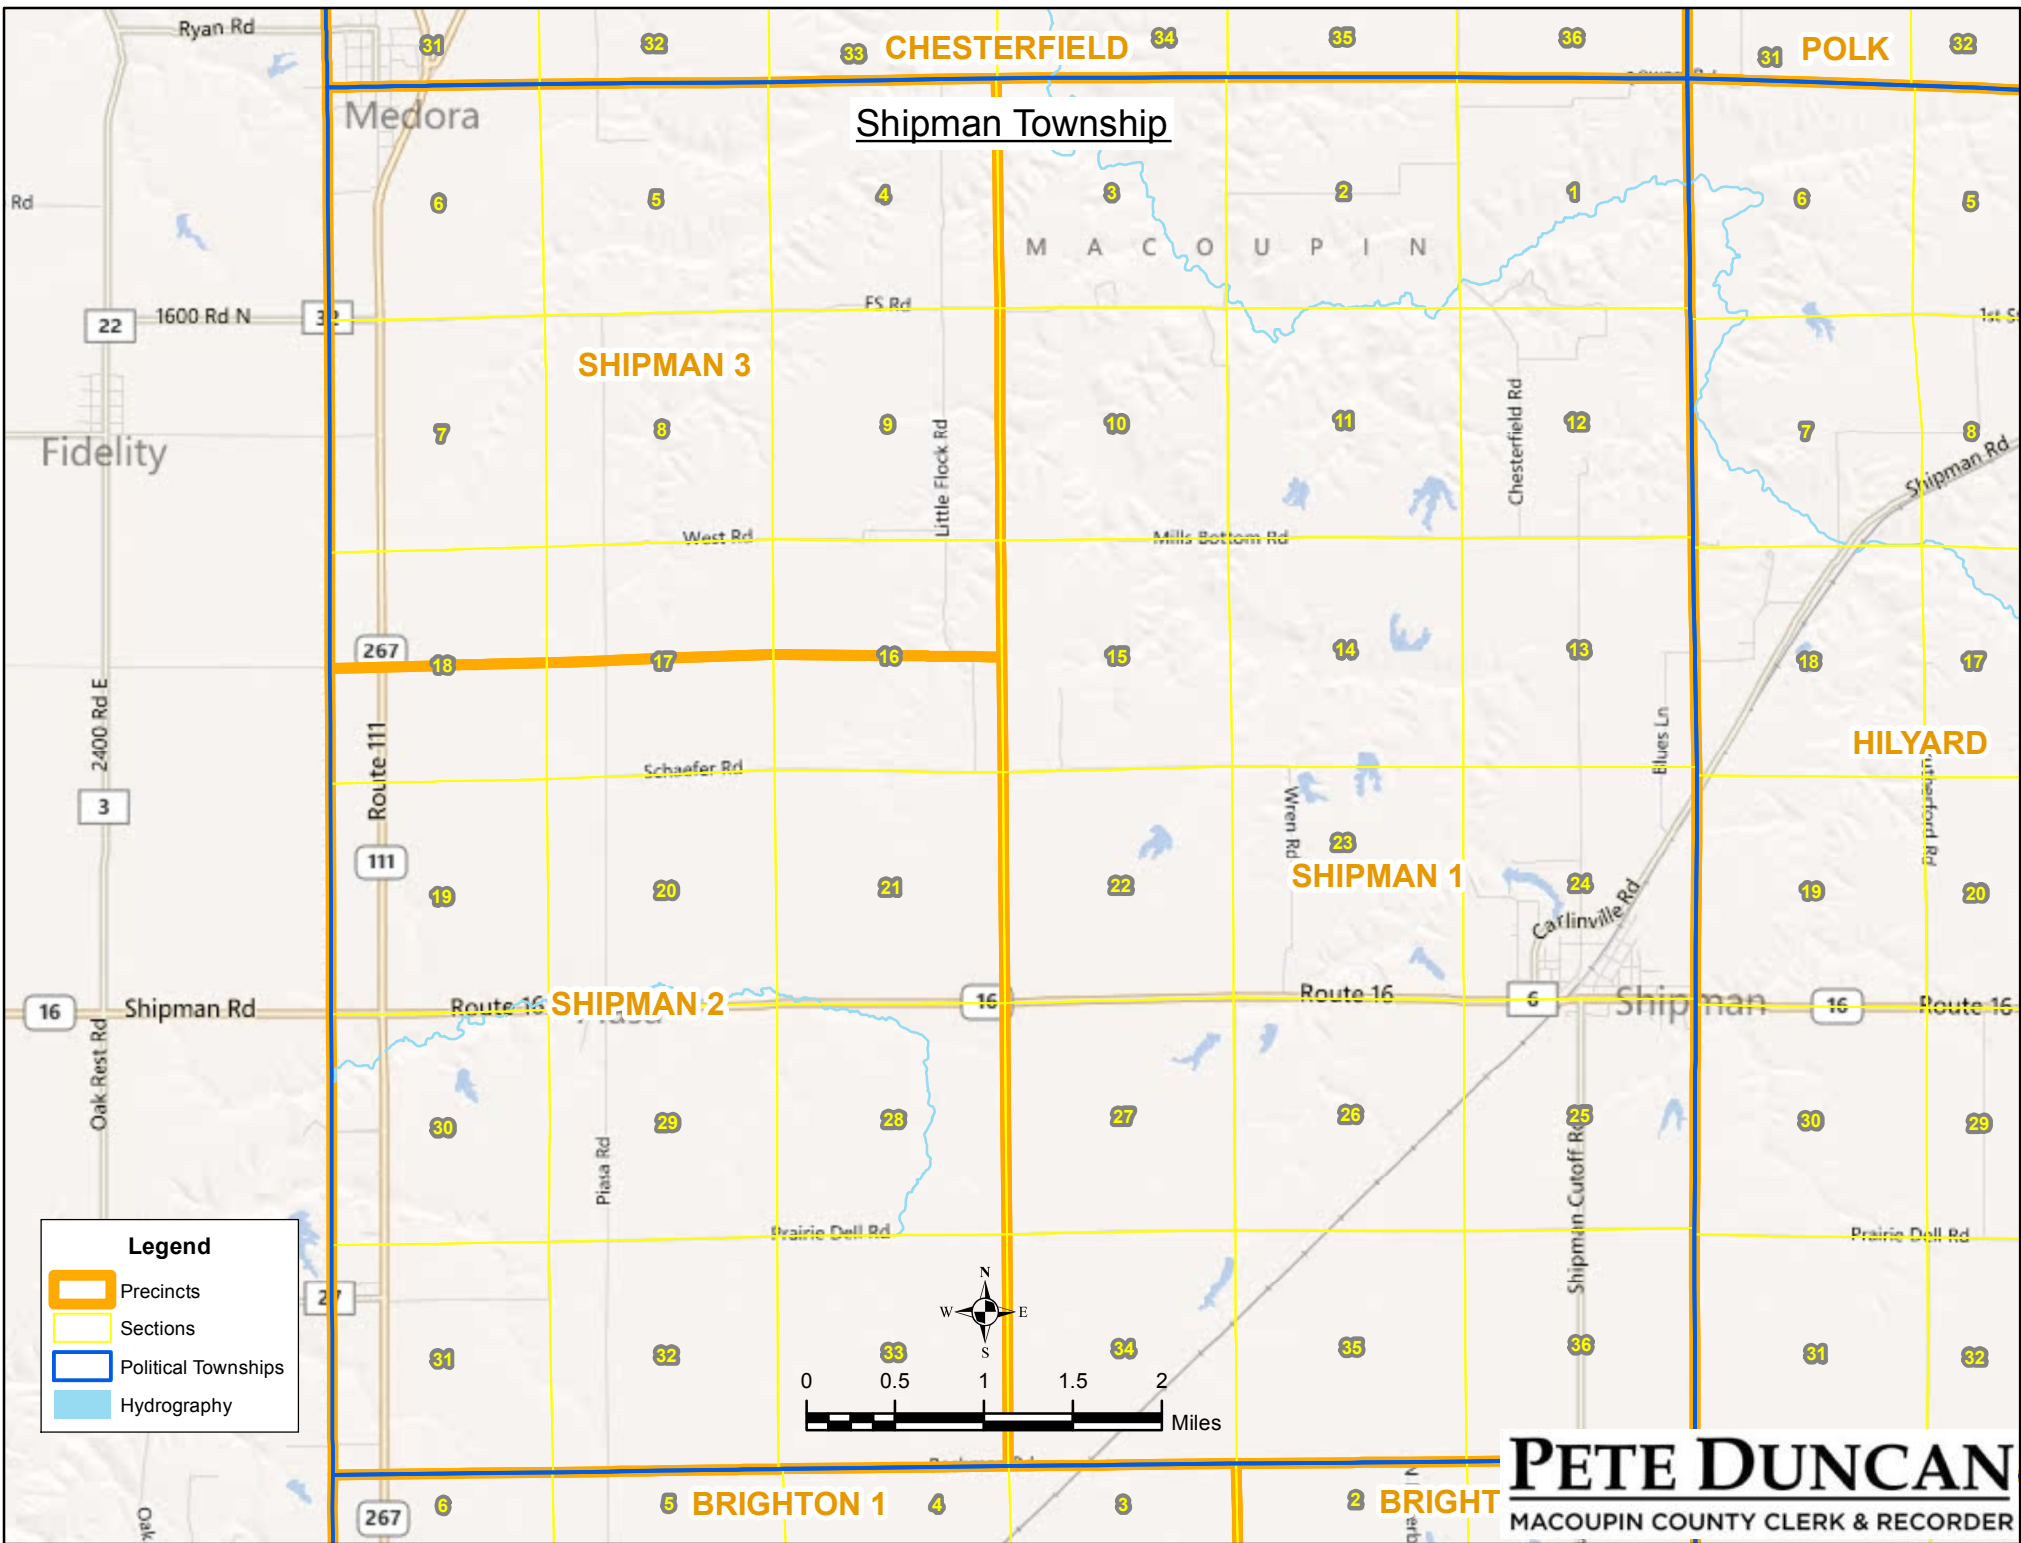 Ryan Rd
31
32
33
CHESTERFIELD
34
35
36
31
POLK
32
Medora
Shipman Township
Rd
6
5
4
3
2
1
6
5
MACOUPIN
22
1600 Rd N
32
FS Rd
1st St
SHIPMAN 3
Fidelity
7
8
9
Little Flock Rd
10
11
Chesterfield Rd
12
7
8
Shipman Rd
West Rd
Mills Bottom Rd
267
18
17
16
15
14
13
18
17
2400 Rd E
Route 111
Schaefer Rd
Blues Ln
HILYARD
Rutherford Rd
3
111
Wren Rd
23
SHIPMAN 1
19
20
21
22
24
19
20
Carlinville Rd
16
Shipman Rd
Route 16
SHIPMAN 2
16
Route 16
6
Shipman
16
Route 16
Oak Rest Rd
30
29
28
27
26
25
30
29
Piasa Rd
Shipman Cutoff Rd
Prairie Dell Rd
Prairie Dell Rd
Legend
Precincts
Sections
Political Townships
Hydrography
27
N
W
E
S
31
32
33
34
35
36
31
32
0 0.5 1 1.5 2
Miles
Oak
267
6
5
BRIGHTON 1
4
3
2
BRIGHT
PETE DUNCAN
MACOUPIN COUNTY CLERK & RECORDER